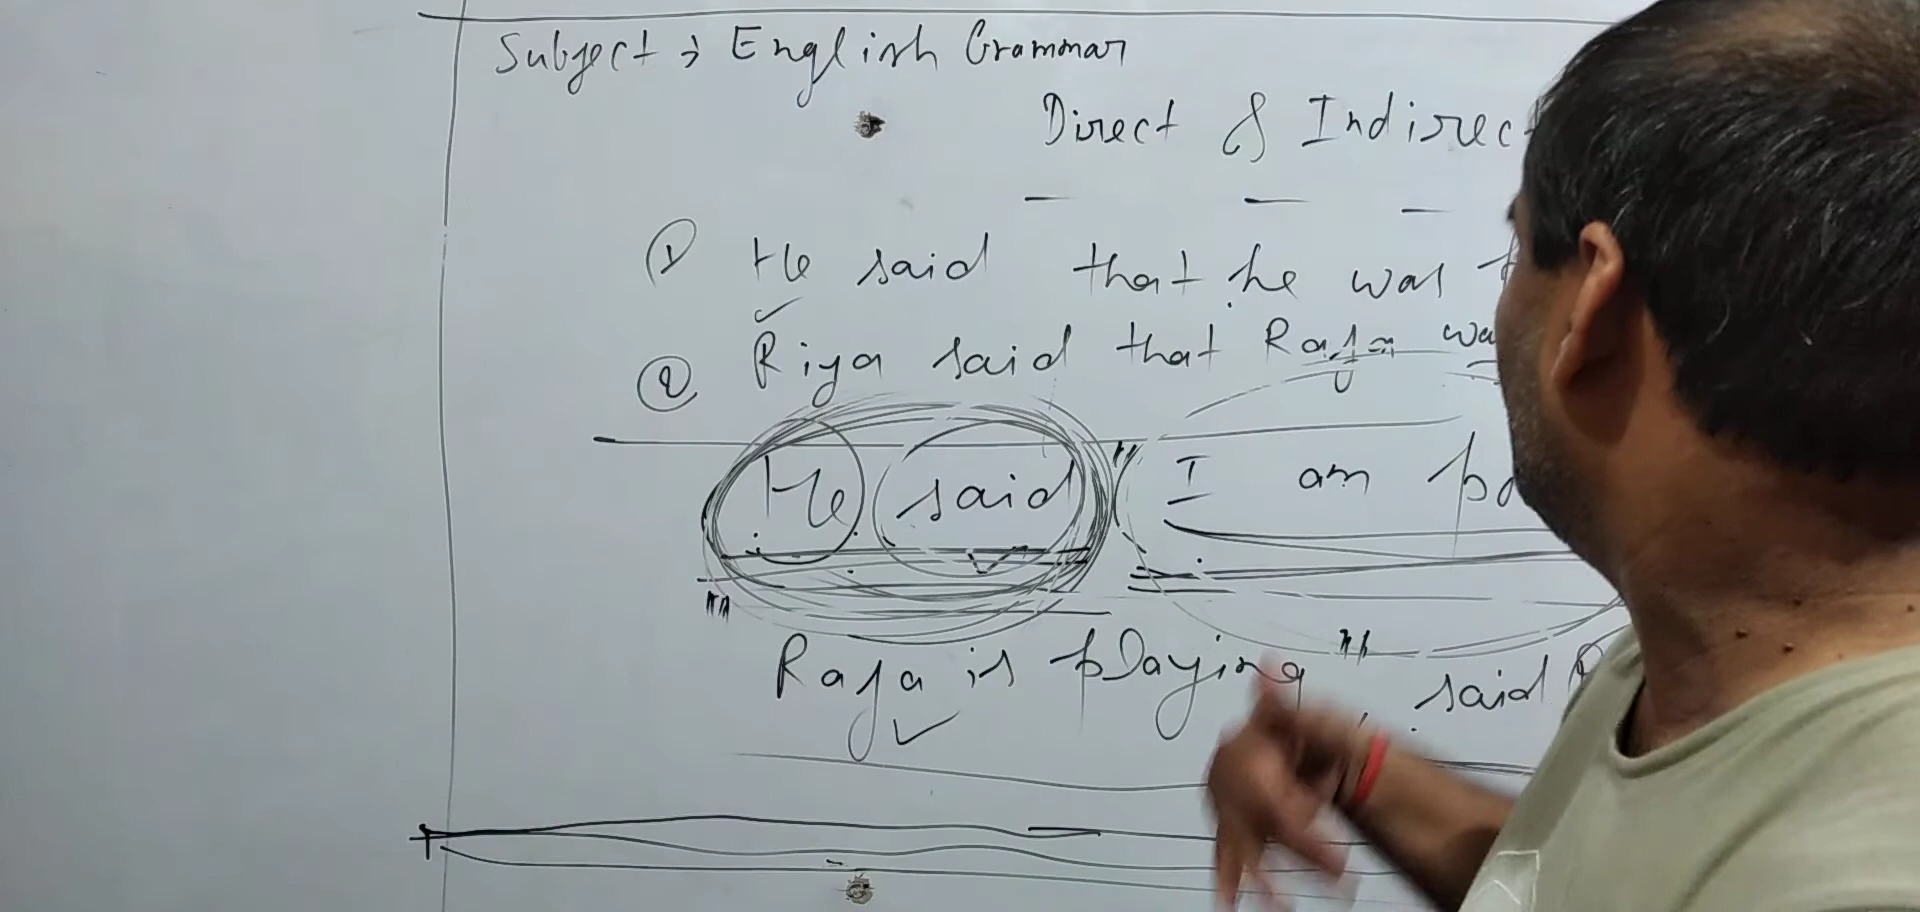 Subject → English Grammar
Direct & Indirec
① He said that he was
② Riya said that Raja wa
He said " I am
"Raja is playing", said